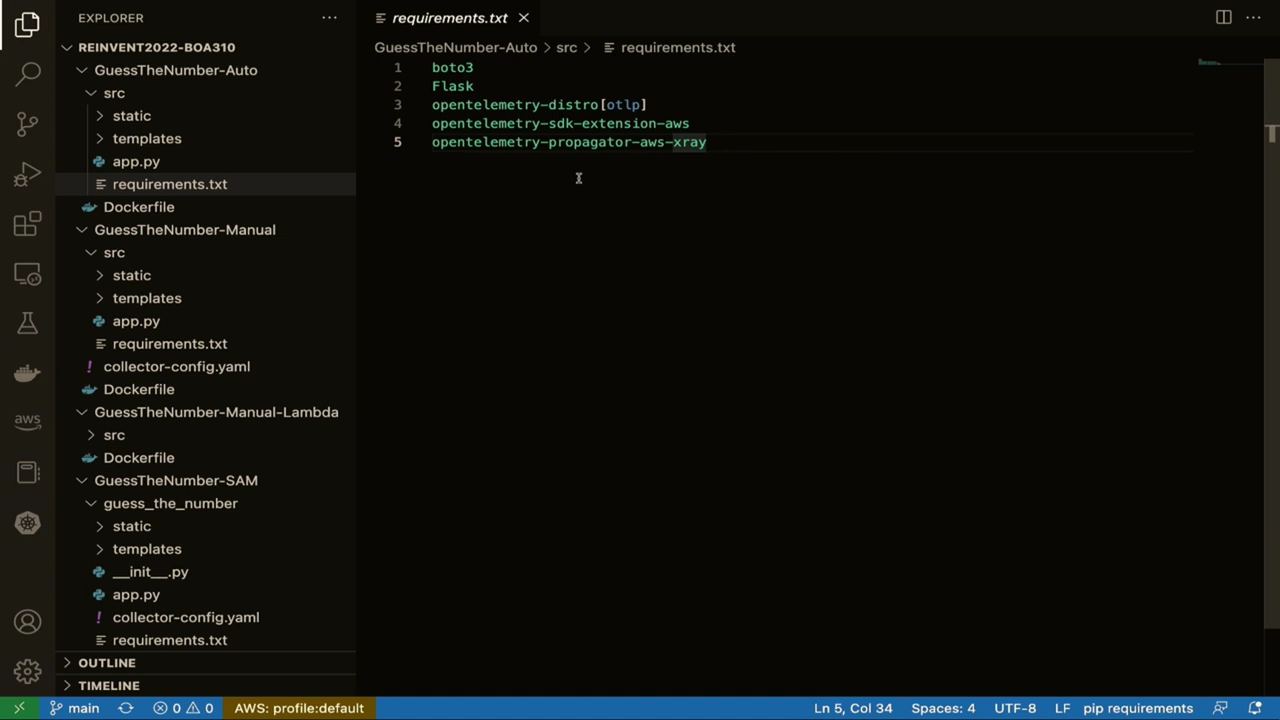 EXPLORER
REINVENT2022-BOA310
GuessTheNumber-Auto
src
static
templates
app.py
requirements.txt
Dockerfile
GuessTheNumber-Manual
src
static
templates
app.py
requirements.txt
! collector-config.yaml
Dockerfile
GuessTheNumber-Manual-Lambda
src
Dockerfile
GuessTheNumber-SAM
guess_the_number
static
templates
__init__.py
app.py
! collector-config.yaml
requirements.txt
OUTLINE
TIMELINE
aws
requirements.txt
GuessTheNumber-Auto > src > requirements.txt
1 boto3
2 Flask
3 opentelemetry-distro[otlp]
4 opentelemetry-sdk-extension-aws
5 opentelemetry-propagator-aws-xray
main 0 0 AWS: profile:default Ln 5, Col 34 Spaces: 4 UTF-8 LF pip requirements